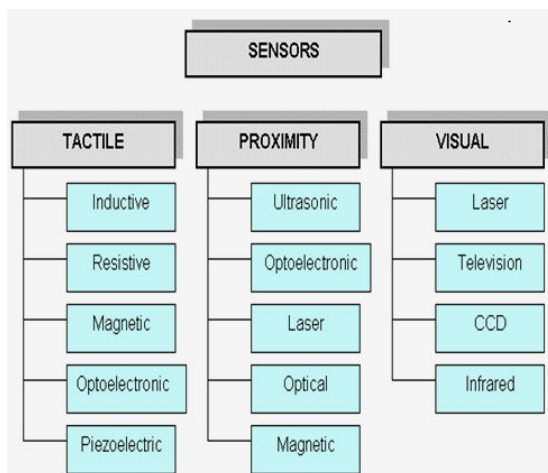 SENSORS
TACTILE
Inductive
Resistive
Magnetic
Optoelectronic
Piezoelectric
PROXIMITY
Ultrasonic
Optoelectronic
Laser
Optical
Magnetic
VISUAL
Laser
Television
CCD
Infrared